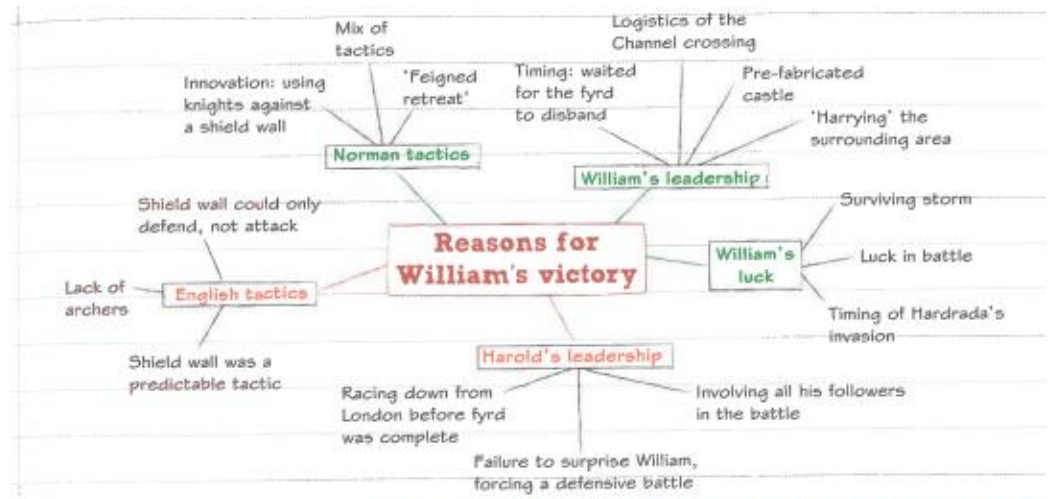 Reasons for
William's victory
Norman tactics
Innovation: using
knights against
a shield wall
Mix of
tactics
'Feigned
retreat'
William's leadership
Timing: waited
for the fyrd
to disband
Logistics of the
Channel crossing
Pre-fabricated
castle
'Harrying' the
surrounding area
William's
luck
Surviving storm
Luck in battle
Timing of Hardrada's
invasion
Harold's leadership
Racing down from
London before fyrd
was complete
Failure to surprise William,
forcing a defensive battle
Involving all his followers
in the battle
English tactics
Shield wall could only
defend, not attack
Lack of
archers
Shield wall was a
predictable tactic